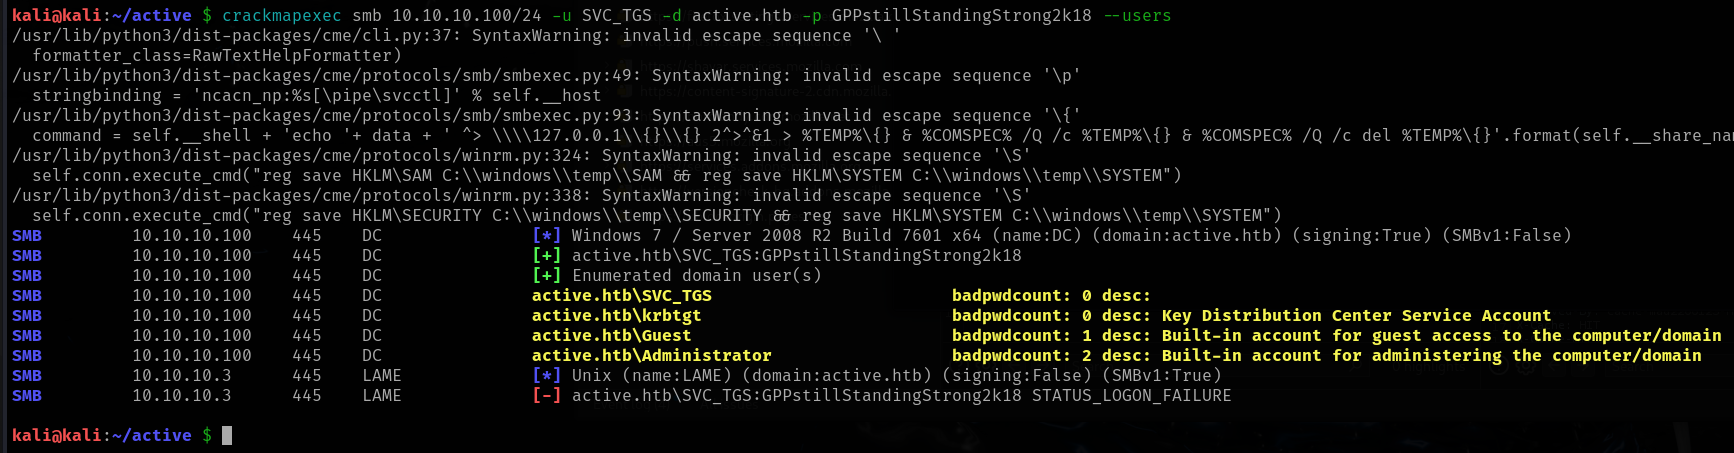 kali@kali:~/active $ crackmapexec smb 10.10.10.100/24 -u SVC_TGS -d active.htb -p GPPstillStandingStrong2k18 --users
/usr/lib/python3/dist-packages/cme/cli.py:37: SyntaxWarning: invalid escape sequence '\ '
  formatter_class=RawTextHelpFormatter)
/usr/lib/python3/dist-packages/cme/protocols/smb/smbexec.py:49: SyntaxWarning: invalid escape sequence '\p'
  stringbinding = 'ncacn_np:%s[\pipe\svcctl]' % self.__host
/usr/lib/python3/dist-packages/cme/protocols/smb/smbexec.py:93: SyntaxWarning: invalid escape sequence '\{'
  command = self.__shell + 'echo '+ data + ' ^> \\\\127.0.0.1\\{}\\{} 2^>^&1 > %TEMP%\{} & %COMSPEC% /Q /c %TEMP%\{} & %COMSPEC% /Q /c del %TEMP%\{}'.format(self.__share_na
/usr/lib/python3/dist-packages/cme/protocols/winrm.py:324: SyntaxWarning: invalid escape sequence '\S'
  self.conn.execute_cmd("reg save HKLM\SAM C:\\windows\\temp\\SAM && reg save HKLM\SYSTEM C:\\windows\\temp\\SYSTEM")
/usr/lib/python3/dist-packages/cme/protocols/winrm.py:338: SyntaxWarning: invalid escape sequence '\S'
  self.conn.execute_cmd("reg save HKLM\SECURITY C:\\windows\\temp\\SECURITY && reg save HKLM\SYSTEM C:\\windows\\temp\\SYSTEM")
SMB         10.10.10.100    445    DC               [*] Windows 7 / Server 2008 R2 Build 7601 x64 (name:DC) (domain:active.htb) (signing:True) (SMBv1:False)
SMB         10.10.10.100    445    DC               [+] active.htb\SVC_TGS:GPPstillStandingStrong2k18
SMB         10.10.10.100    445    DC               [+] Enumerated domain user(s)
SMB         10.10.10.100    445    DC               active.htb\SVC_TGS                        badpwdcount: 0 desc:
SMB         10.10.10.100    445    DC               active.htb\krbtgt                         badpwdcount: 0 desc: Key Distribution Center Service Account
SMB         10.10.10.100    445    DC               active.htb\Guest                          badpwdcount: 1 desc: Built-in account for guest access to the computer/domain
SMB         10.10.10.100    445    DC               active.htb\Administrator                  badpwdcount: 2 desc: Built-in account for administering the computer/domain
SMB         10.10.10.3      445    LAME             [*] Unix (name:LAME) (domain:active.htb) (signing:False) (SMBv1:True)
SMB         10.10.10.3      445    LAME             [-] active.htb\SVC_TGS:GPPstillStandingStrong2k18 STATUS_LOGON_FAILURE
kali@kali:~/active $